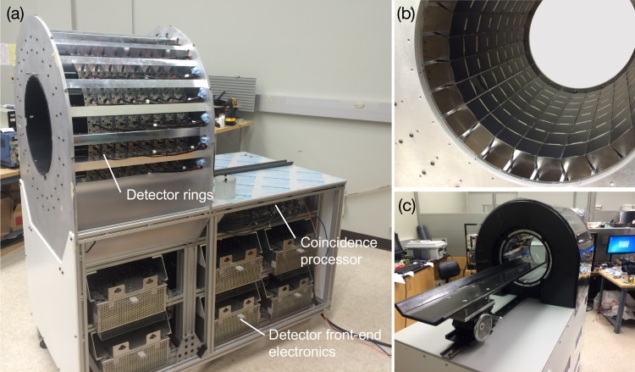 (a)
Detector rings
Coincidence
processor
Detector front-end
electronics
(b)
(c)